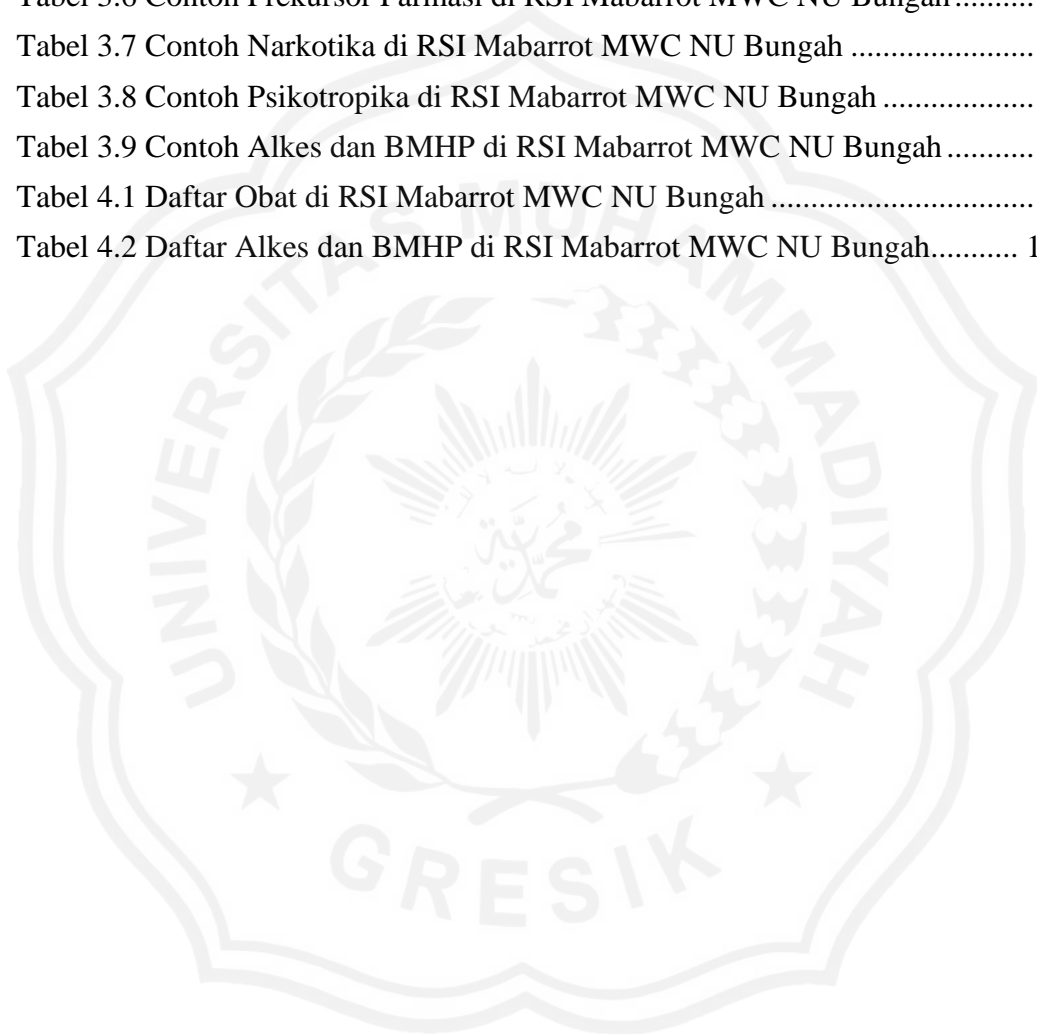 Tabel 3.6 Contoh Prekursor Farmasi di RSI Mabarrot MWC NU Bungah..........
Tabel 3.7 Contoh Narkotika di RSI Mabarrot MWC NU Bungah .....................
Tabel 3.8 Contoh Psikotropika di RSI Mabarrot MWC NU Bungah .................
Tabel 3.9 Contoh Alkes dan BMHP di RSI Mabarrot MWC NU Bungah...........
Tabel 4.1 Daftar Obat di RSI Mabarrot MWC NU Bungah ..............................
Tabel 4.2 Daftar Alkes dan BMHP di RSI Mabarrot MWC NU Bungah........... 1
UNIVERSITAS MUHAMMADIYAH
GRESIK